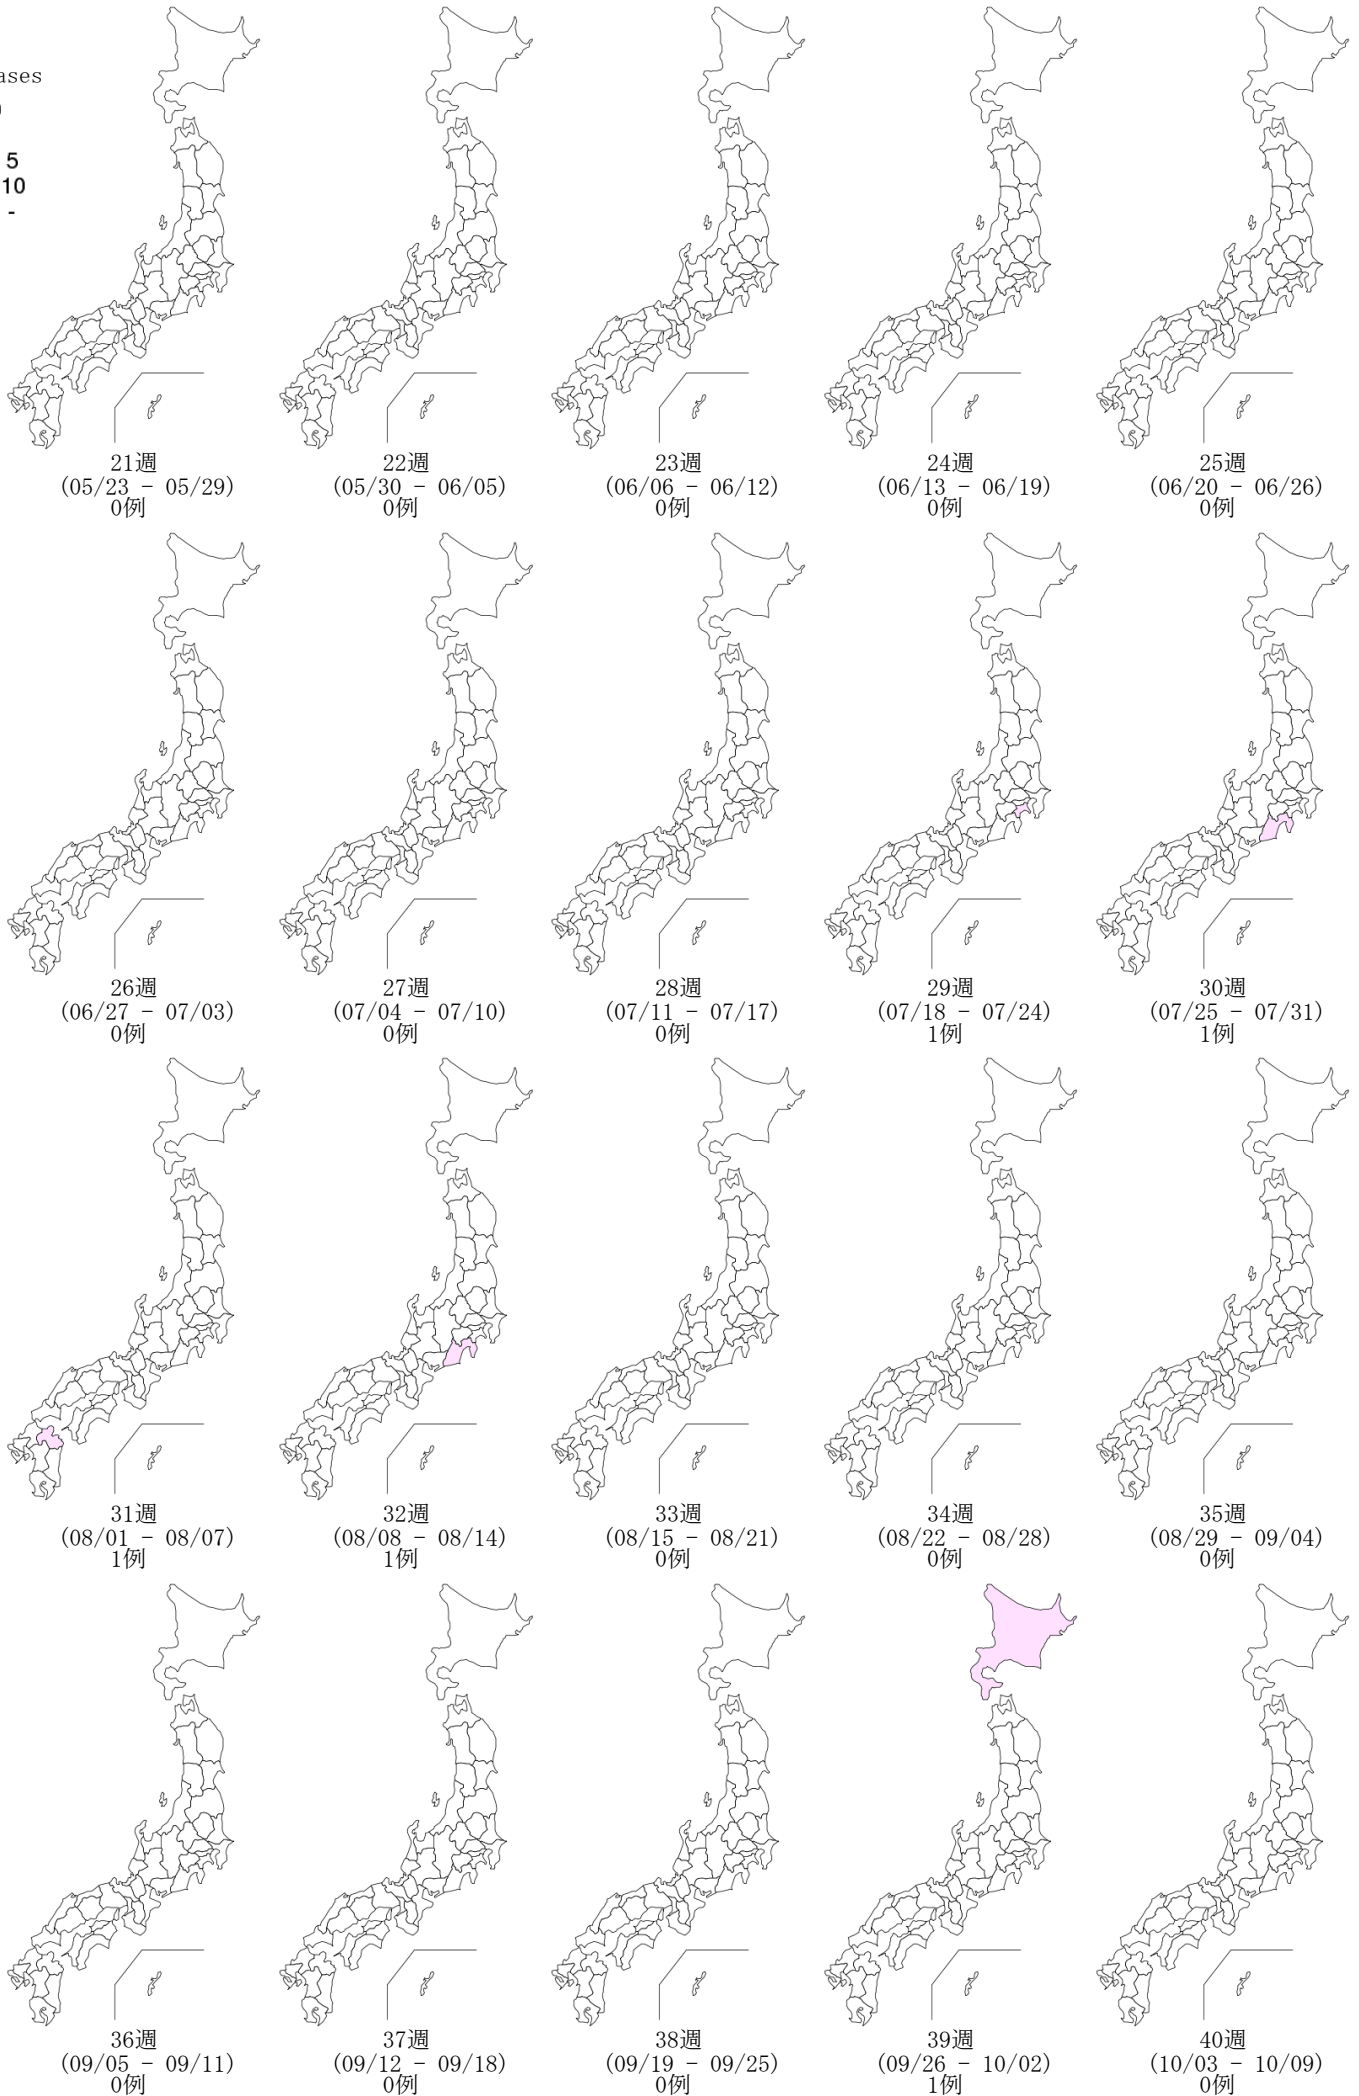 ases
5
10
-
21週
(05/23 - 05/29)
0例
22週
(05/30 - 06/05)
0例
23週
(06/06 - 06/12)
0例
24週
(06/13 - 06/19)
0例
25週
(06/20 - 06/26)
0例
26週
(06/27 - 07/03)
0例
27週
(07/04 - 07/10)
0例
28週
(07/11 - 07/17)
0例
29週
(07/18 - 07/24)
1例
30週
(07/25 - 07/31)
1例
31週
(08/01 - 08/07)
1例
32週
(08/08 - 08/14)
1例
33週
(08/15 - 08/21)
0例
34週
(08/22 - 08/28)
0例
35週
(08/29 - 09/04)
0例
36週
(09/05 - 09/11)
0例
37週
(09/12 - 09/18)
0例
38週
(09/19 - 09/25)
0例
39週
(09/26 - 10/02)
1例
40週
(10/03 - 10/09)
0例